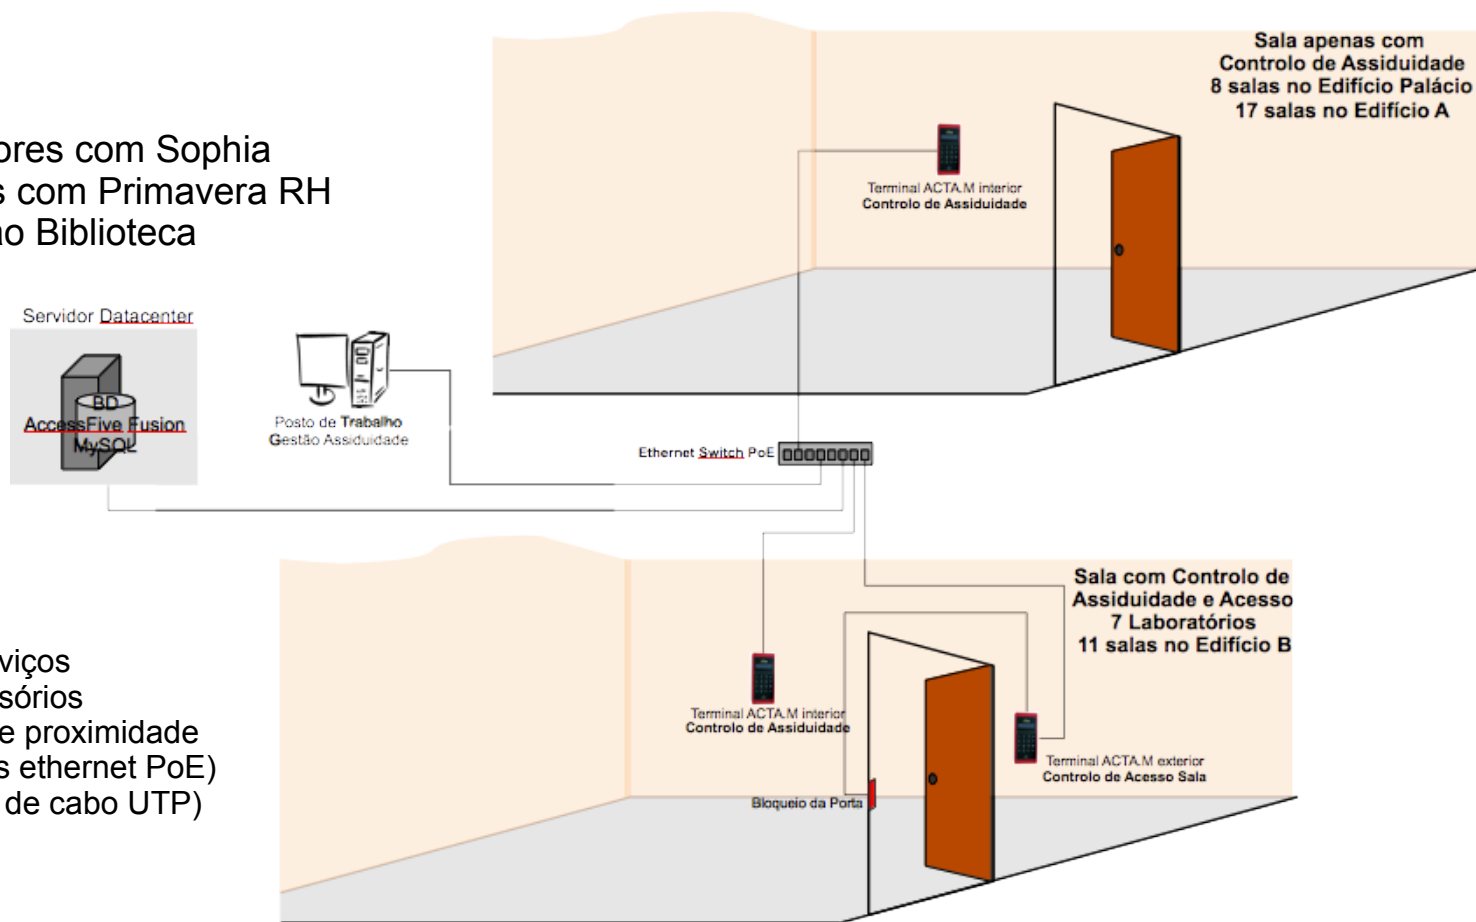 Sala apenas com
Controlo de Assiduidade
8 salas no Edifício Palácio
17 salas no Edifício A
ores com Sophia
s com Primavera RH
ao Biblioteca
Terminal ACTA.M interior
Controlo de Assiduidade
Servidor Datacenter
BD
AccessFive Fusion
MySQL
Posto de Trabalho
Gestão Assiduidade
Ethernet Switch PoE
Sala com Controlo de
Assiduidade e Acesso
7 Laboratórios
11 salas no Edifício B
viços
sórios
e proximidade
s ethernet PoE)
de cabo UTP)
Terminal ACTA.M interior
Controlo de Assiduidade
Terminal ACTA.M exterior
Controlo de Acesso Sala
Bloqueio da Porta